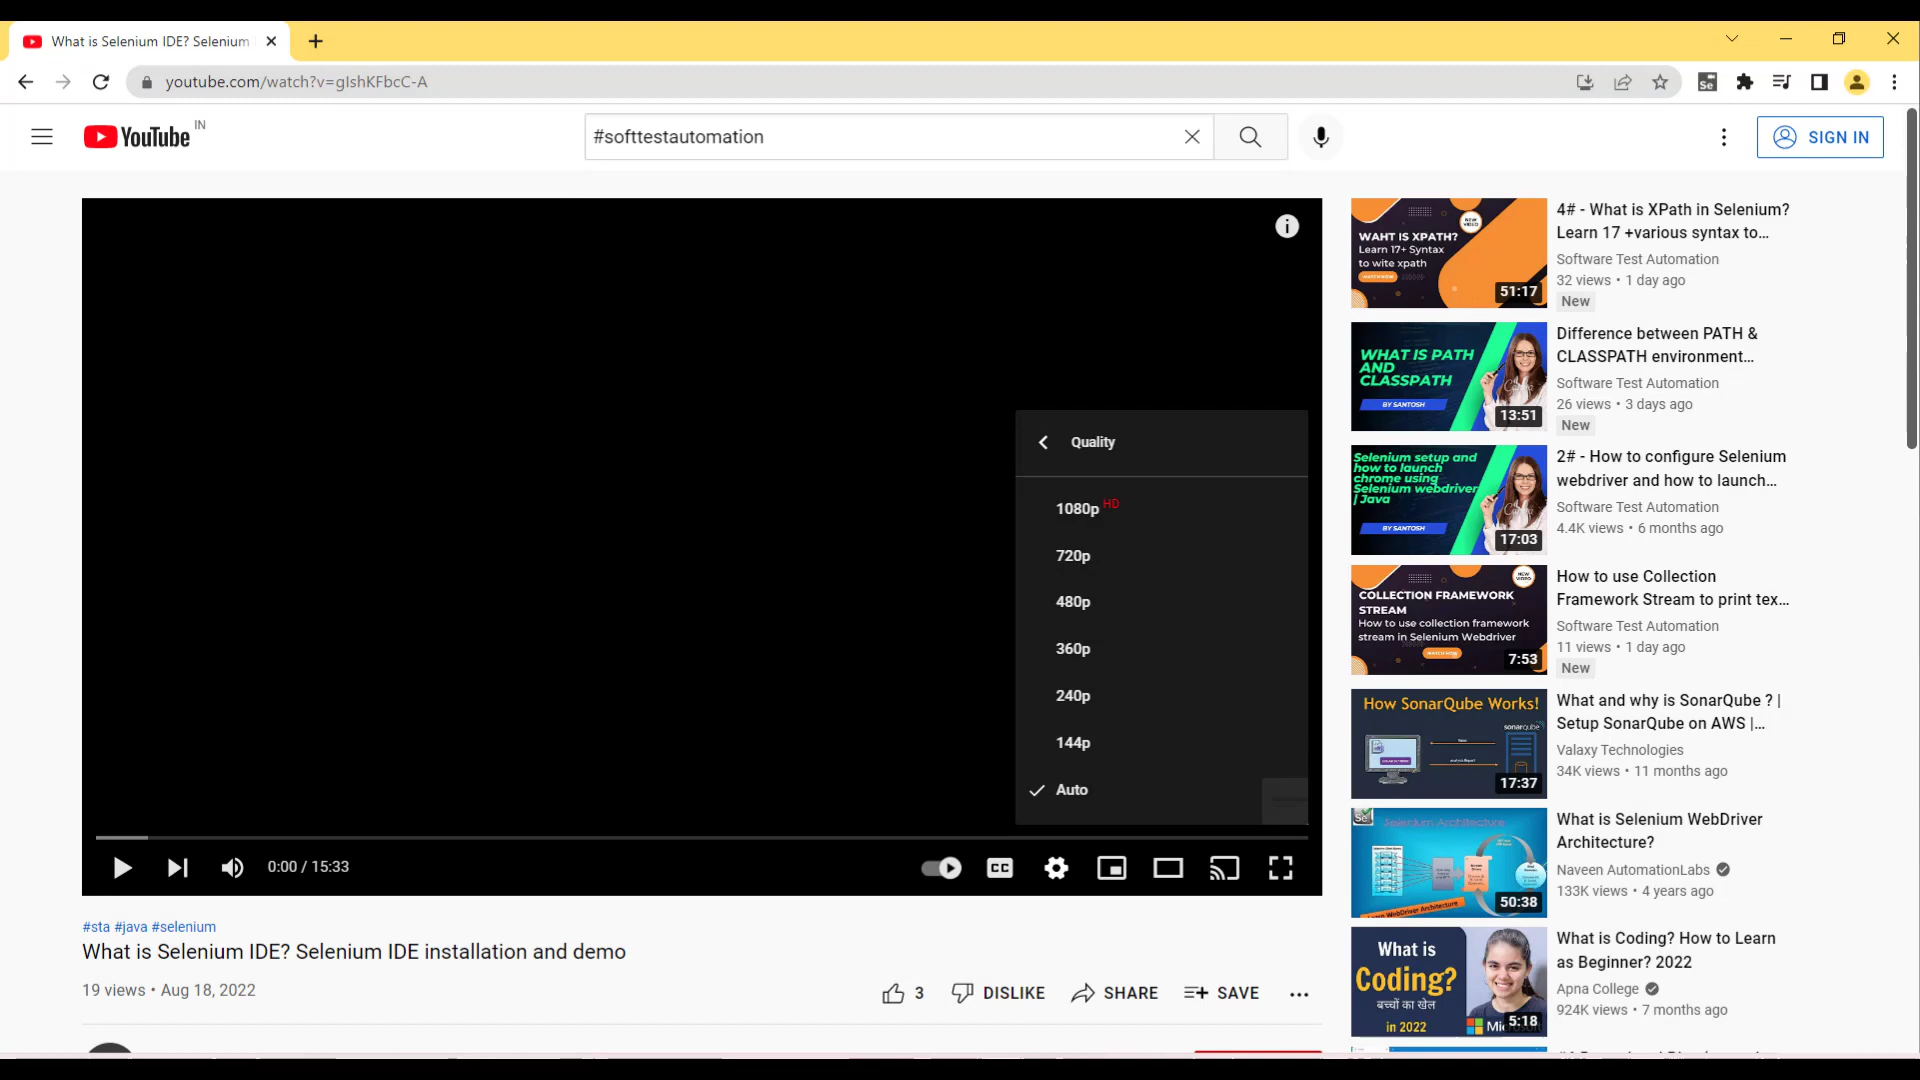 What is Selenium IDE? Selenium
youtube.com/watch?v=gIshKFbcC-A
YouTube IN
#softtestautomation
SIGN IN
Quality
1080p HD
720p
480p
360p
240p
144p
Auto
0:00 / 15:33
CC
#sta #java #selenium
What is Selenium IDE? Selenium IDE installation and demo
19 views • Aug 18, 2022
3
DISLIKE
SHARE
SAVE
WAHT IS XPATH?
Learn 17+ Syntax
to wite xpath
NEW
VIDEO
51:17
4# - What is XPath in Selenium?
Learn 17 +various syntax to...
Software Test Automation
32 views • 1 day ago
New
WHAT IS PATH
AND
CLASSPATH
BY SANTOSH
13:51
Difference between PATH &
CLASSPATH environment...
Software Test Automation
26 views • 3 days ago
New
Selenium setup and
how to launch
chrome using
Selenium webdriver
| Java
BY SANTOSH
17:03
2# - How to configure Selenium
webdriver and how to launch...
Software Test Automation
4.4K views • 6 months ago
NEW
VIDEO
COLLECTION FRAMEWORK
STREAM
How to use collection framework
stream in Selenium Webdriver
7:53
How to use Collection
Framework Stream to print tex...
Software Test Automation
11 views • 1 day ago
New
How SonarQube Works!
sonarqube
17:37
What and why is SonarQube ? |
Setup SonarQube on AWS |...
Valaxy Technologies
34K views • 11 months ago
Se
Selenium Architecture
50:38
What is Selenium WebDriver
Architecture?
Naveen AutomationLabs
133K views • 4 years ago
What is
Coding?
बच्चों का खेल
in 2022
5:18
What is Coding? How to Learn
as Beginner? 2022
Apna College
924K views • 7 months ago